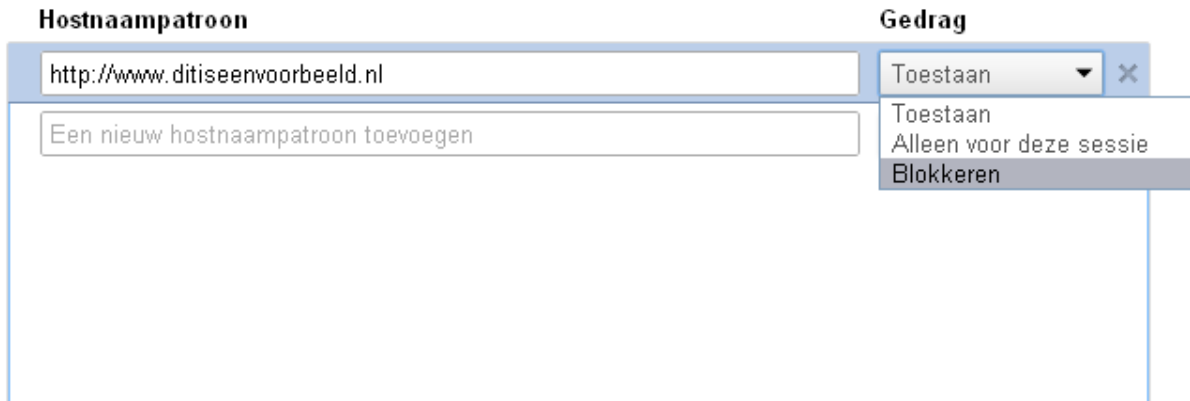 Hostnaampatroon Gedrag
http://www.ditiseenvoorbeeld.nl Toestaan
Een nieuw hostnaampatroon toevoegen
Toestaan
Alleen voor deze sessie
Blokkeren